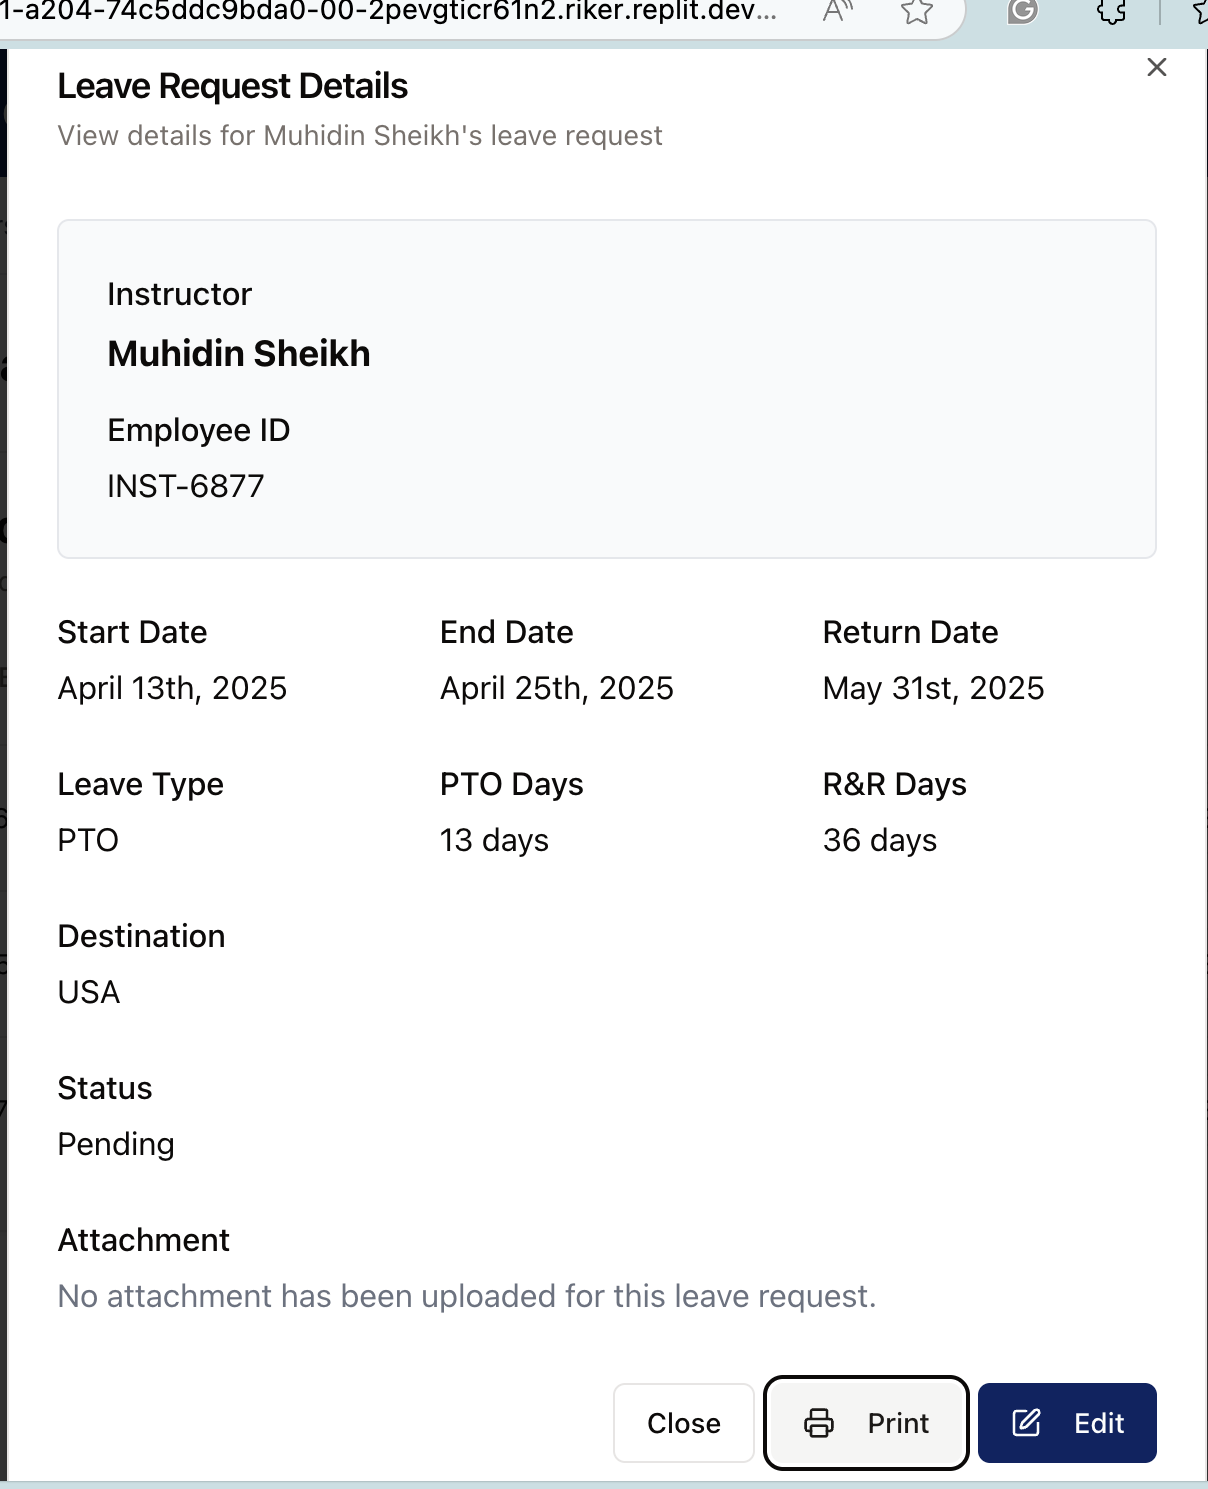 1-a204-74c5ddc9bda0-00-2pevgticr61n2.riker.replit.dev...
Leave Request Details
View details for Muhidin Sheikh's leave request
Instructor
Muhidin Sheikh
Employee ID
INST-6877
Start Date
End Date
Return Date
April 13th, 2025
April 25th, 2025
May 31st, 2025
Leave Type
PTO Days
R&R Days
PTO
13 days
36 days
Destination
USA
Status
Pending
Attachment
No attachment has been uploaded for this leave request.
Close
Print
Edit